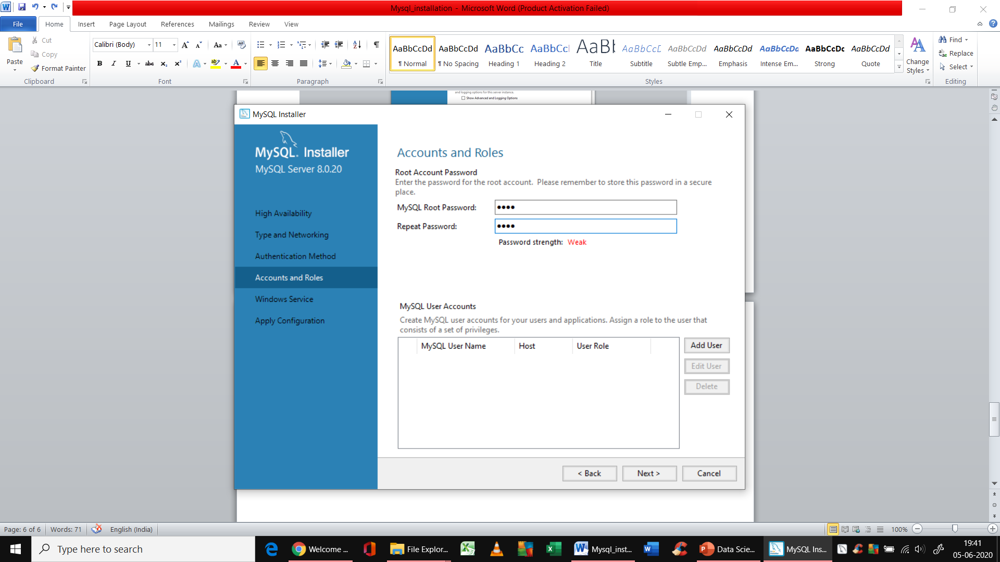 Mysql_installation - Microsoft Word (Product Activation Failed)
File Home Insert Page Layout References Mailings Review View
Paste
Cut
Copy
Format Painter
Clipboard
Calibri (Body) 11
Font
Paragraph
AaBbCcDd AaBbCcDd AaBbCc AaBbCcI AaBl AaBbCcL AaBbCcDd AaBbCcDd AaBbCcDd AaBbCcDc AaBbCcDd
¶ Normal ¶ No Spacing Heading 1 Heading 2 Title Subtitle Subtle Emp... Emphasis Intense Em... Strong Quote
Styles
Change
Styles
Find
Replace
Select
Editing
and logging options for this server instance.
Show Advanced and Logging Options
MySQL Installer
MySQL. Installer
MySQL Server 8.0.20
High Availability
Type and Networking
Authentication Method
Accounts and Roles
Windows Service
Apply Configuration
Accounts and Roles
Root Account Password
Enter the password for the root account. Please remember to store this password in a secure
place.
MySQL Root Password: ●●●●
Repeat Password: ●●●●
Password strength: Weak
MySQL User Accounts
Create MySQL user accounts for your users and applications. Assign a role to the user that
consists of a set of privileges.
MySQL User Name Host User Role
Add User
Edit User
Delete
< Back Next > Cancel
Page: 6 of 6 Words: 71 English (India) 100%
Type here to search
Welcome ... File Explor... Mysql_inst... Data Scie... MySQL Ins...
19:41
05-06-2020